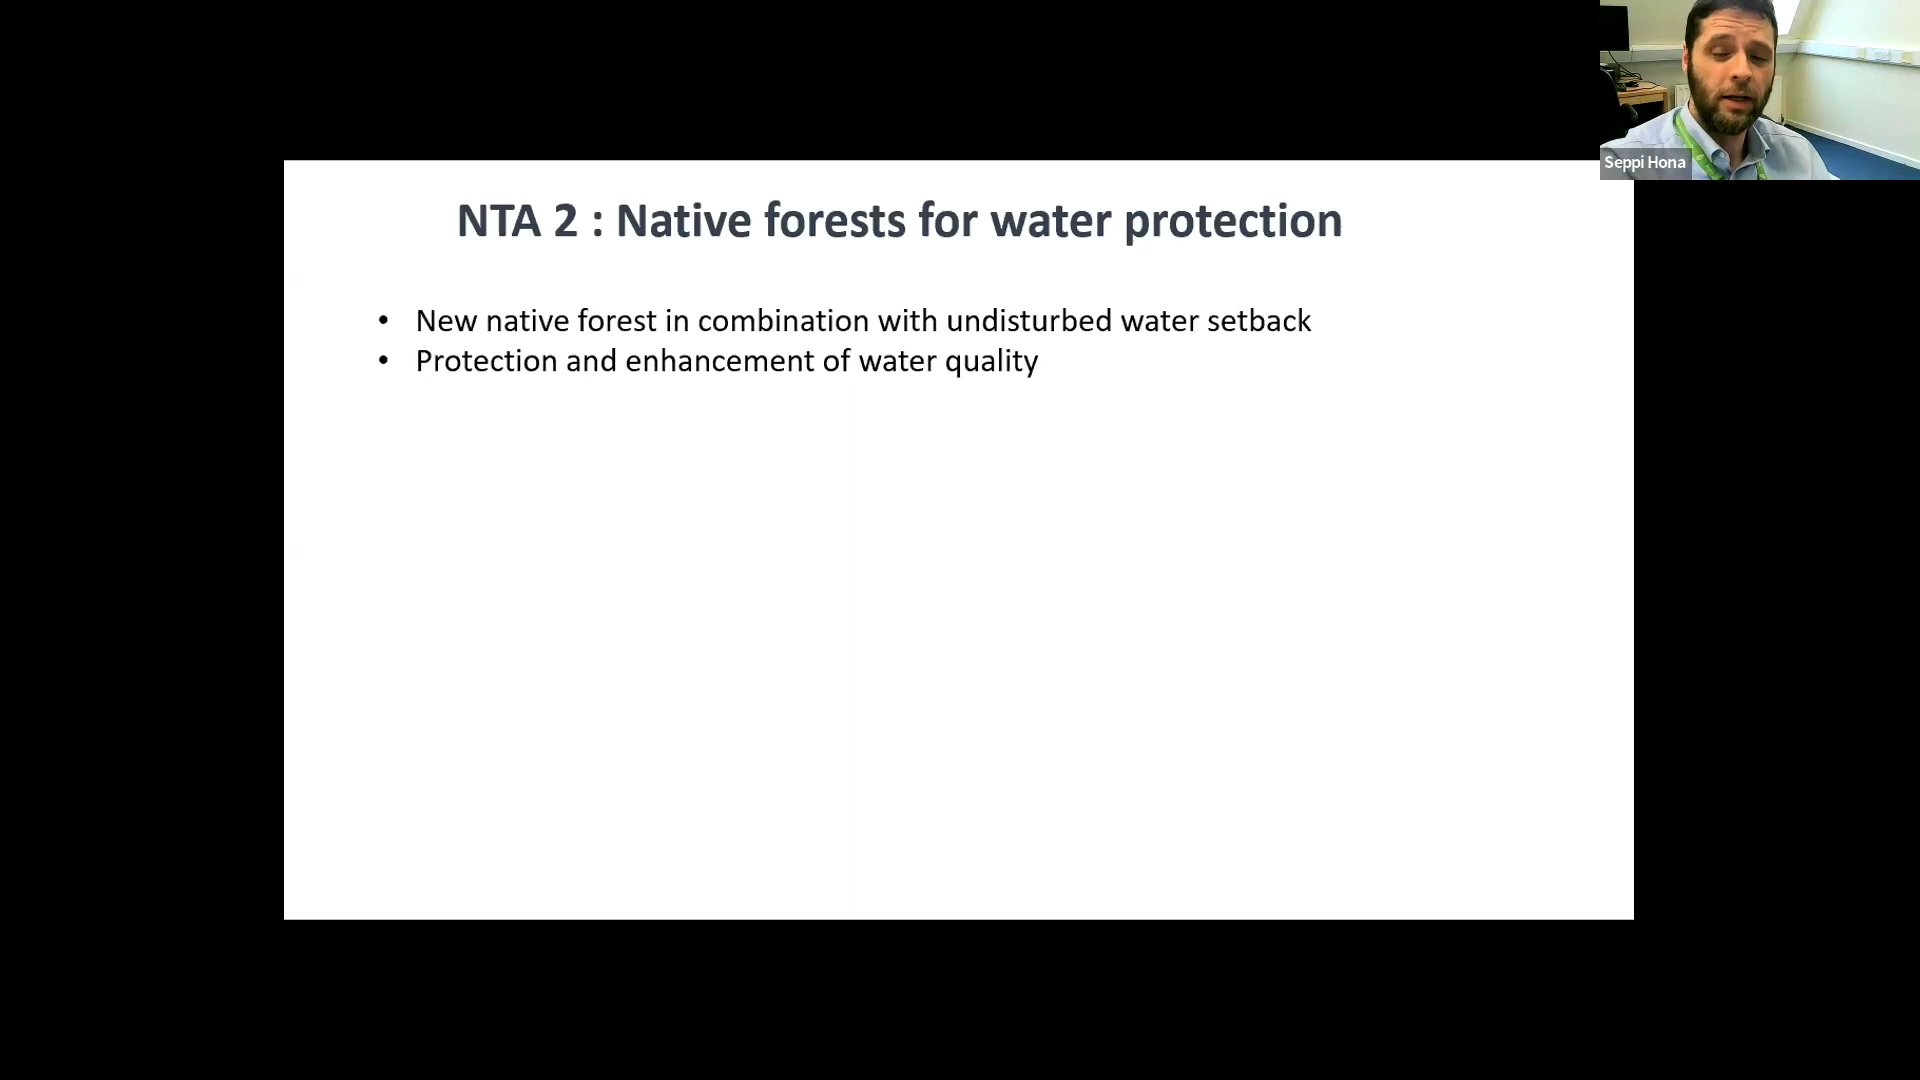 Seppi Hona
NTA 2 : Native forests for water protection
• New native forest in combination with undisturbed water setback
• Protection and enhancement of water quality